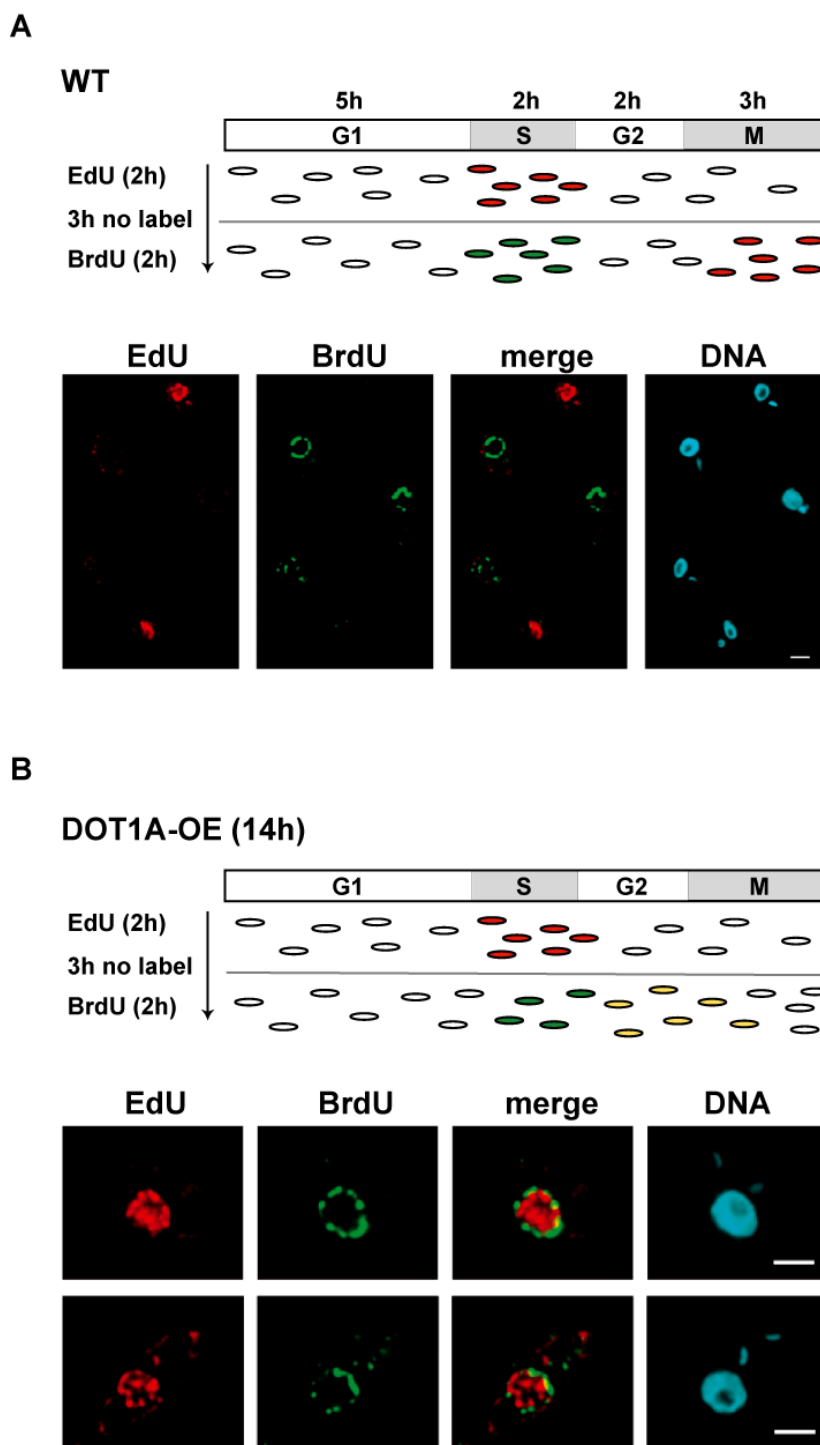 A
WT
5h 2h 2h 3h
G1 S G2 M
EdU (2h)
3h no label
BrdU (2h)
EdU BrdU merge DNA
B
DOT1A-OE (14h)
G1 S G2 M
EdU (2h)
3h no label
BrdU (2h)
EdU BrdU merge DNA